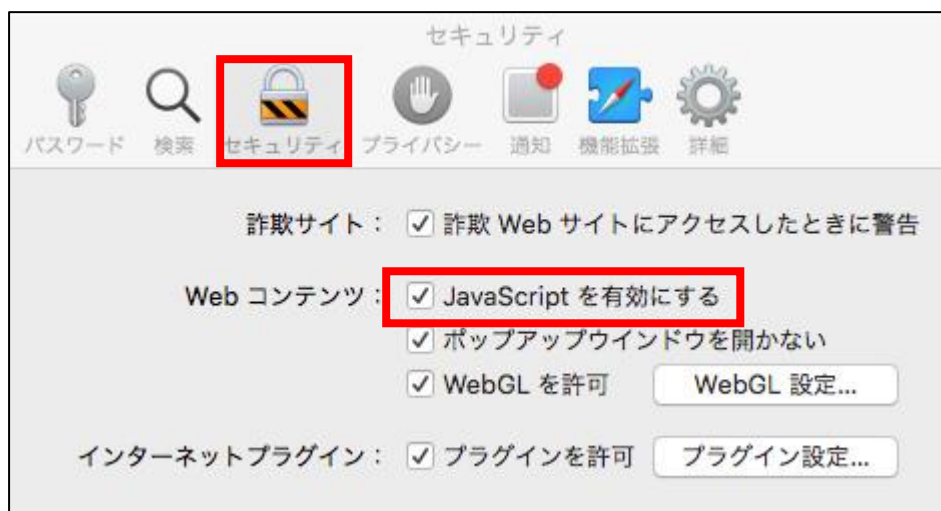 セキュリティ
パスワード 検索 セキュリティ プライバシー 通知 機能拡張 詳細
詐欺サイト： 詐欺 Web サイトにアクセスしたときに警告
Web コンテンツ： JavaScript を有効にする
ポップアップウインドウを開かない
WebGL を許可 WebGL 設定...
インターネットプラグイン： プラグインを許可 プラグイン設定...